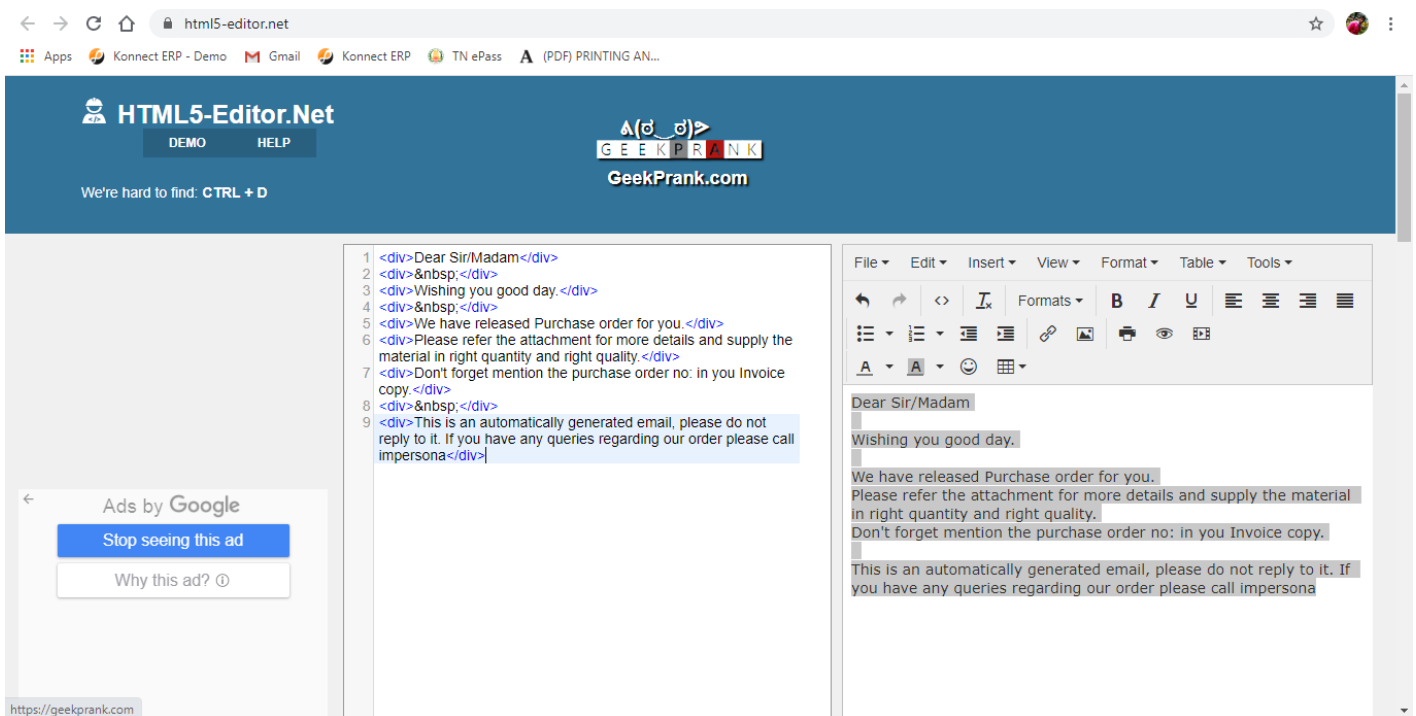 html5-editor.net
Apps Konnect ERP - Demo Gmail Konnect ERP TN ePass (PDF) PRINTING AN...
HTML5-Editor.Net
DEMO HELP
We're hard to find: CTRL + D
ᕕ(ಠ‿ಠ)ᕗ
GEEKPRANK
GeekPrank.com
1 <div>Dear Sir/Madam</div>
2 <div>&nbsp;</div>
3 <div>Wishing you good day.</div>
4 <div>&nbsp;</div>
5 <div>We have released Purchase order for you.</div>
6 <div>Please refer the attachment for more details and supply the
material in right quantity and right quality.</div>
7 <div>Don't forget mention the purchase order no: in you Invoice
copy.</div>
8 <div>&nbsp;</div>
9 <div>This is an automatically generated email, please do not
reply to it. If you have any queries regarding our order please call
impersona</div>
File Edit Insert View Format Table Tools
Formats B I U
A A
Dear Sir/Madam
Wishing you good day.
We have released Purchase order for you.
Please refer the attachment for more details and supply the material
in right quantity and right quality.
Don't forget mention the purchase order no: in you Invoice copy.
This is an automatically generated email, please do not reply to it. If
you have any queries regarding our order please call impersona
Ads by Google
Stop seeing this ad
Why this ad?
https://geekprank.com